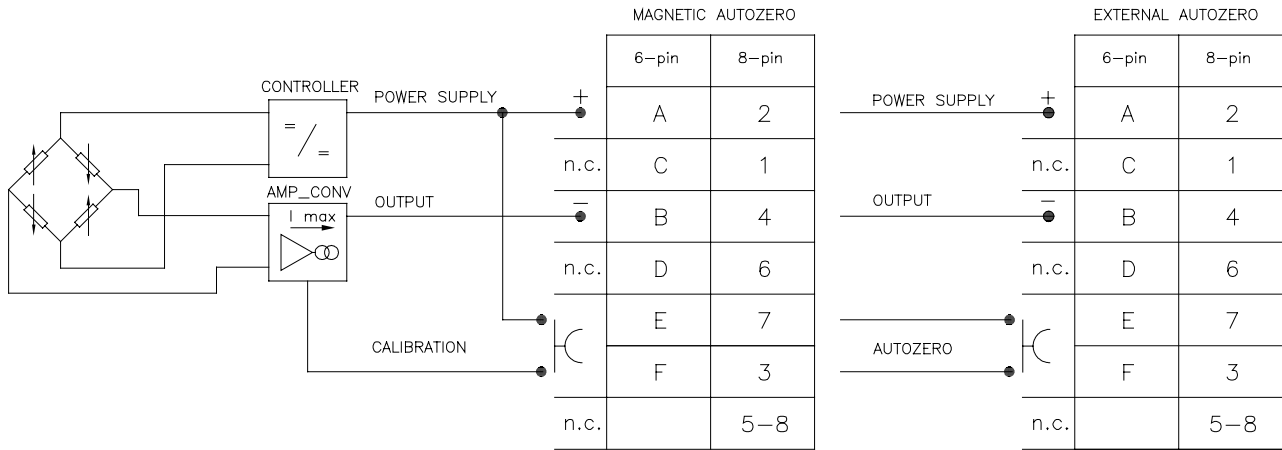 MAGNETIC AUTOZERO
EXTERNAL AUTOZERO
6-pin 8-pin
6-pin 8-pin
CONTROLLER
= / =
POWER SUPPLY + A 2
POWER SUPPLY + A 2
n.c. C 1
n.c. C 1
AMP_CONV
I max
OUTPUT - B 4
OUTPUT - B 4
n.c. D 6
n.c. D 6
E 7
E 7
CALIBRATION F 3
AUTOZERO F 3
n.c. 5-8
n.c. 5-8